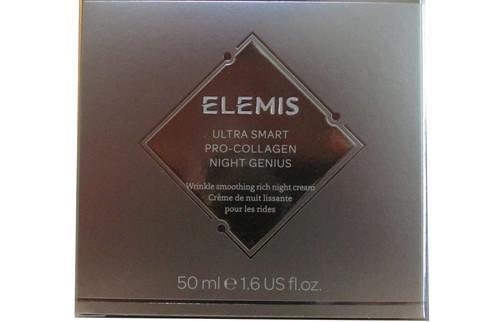 ELEMIS
ULTRA SMART
PRO-COLLAGEN
NIGHT GENIUS
Wrinkle smoothing rich night cream
Crème de nuit lissante
pour les rides
50 ml ℮ 1.6 US fl.oz.